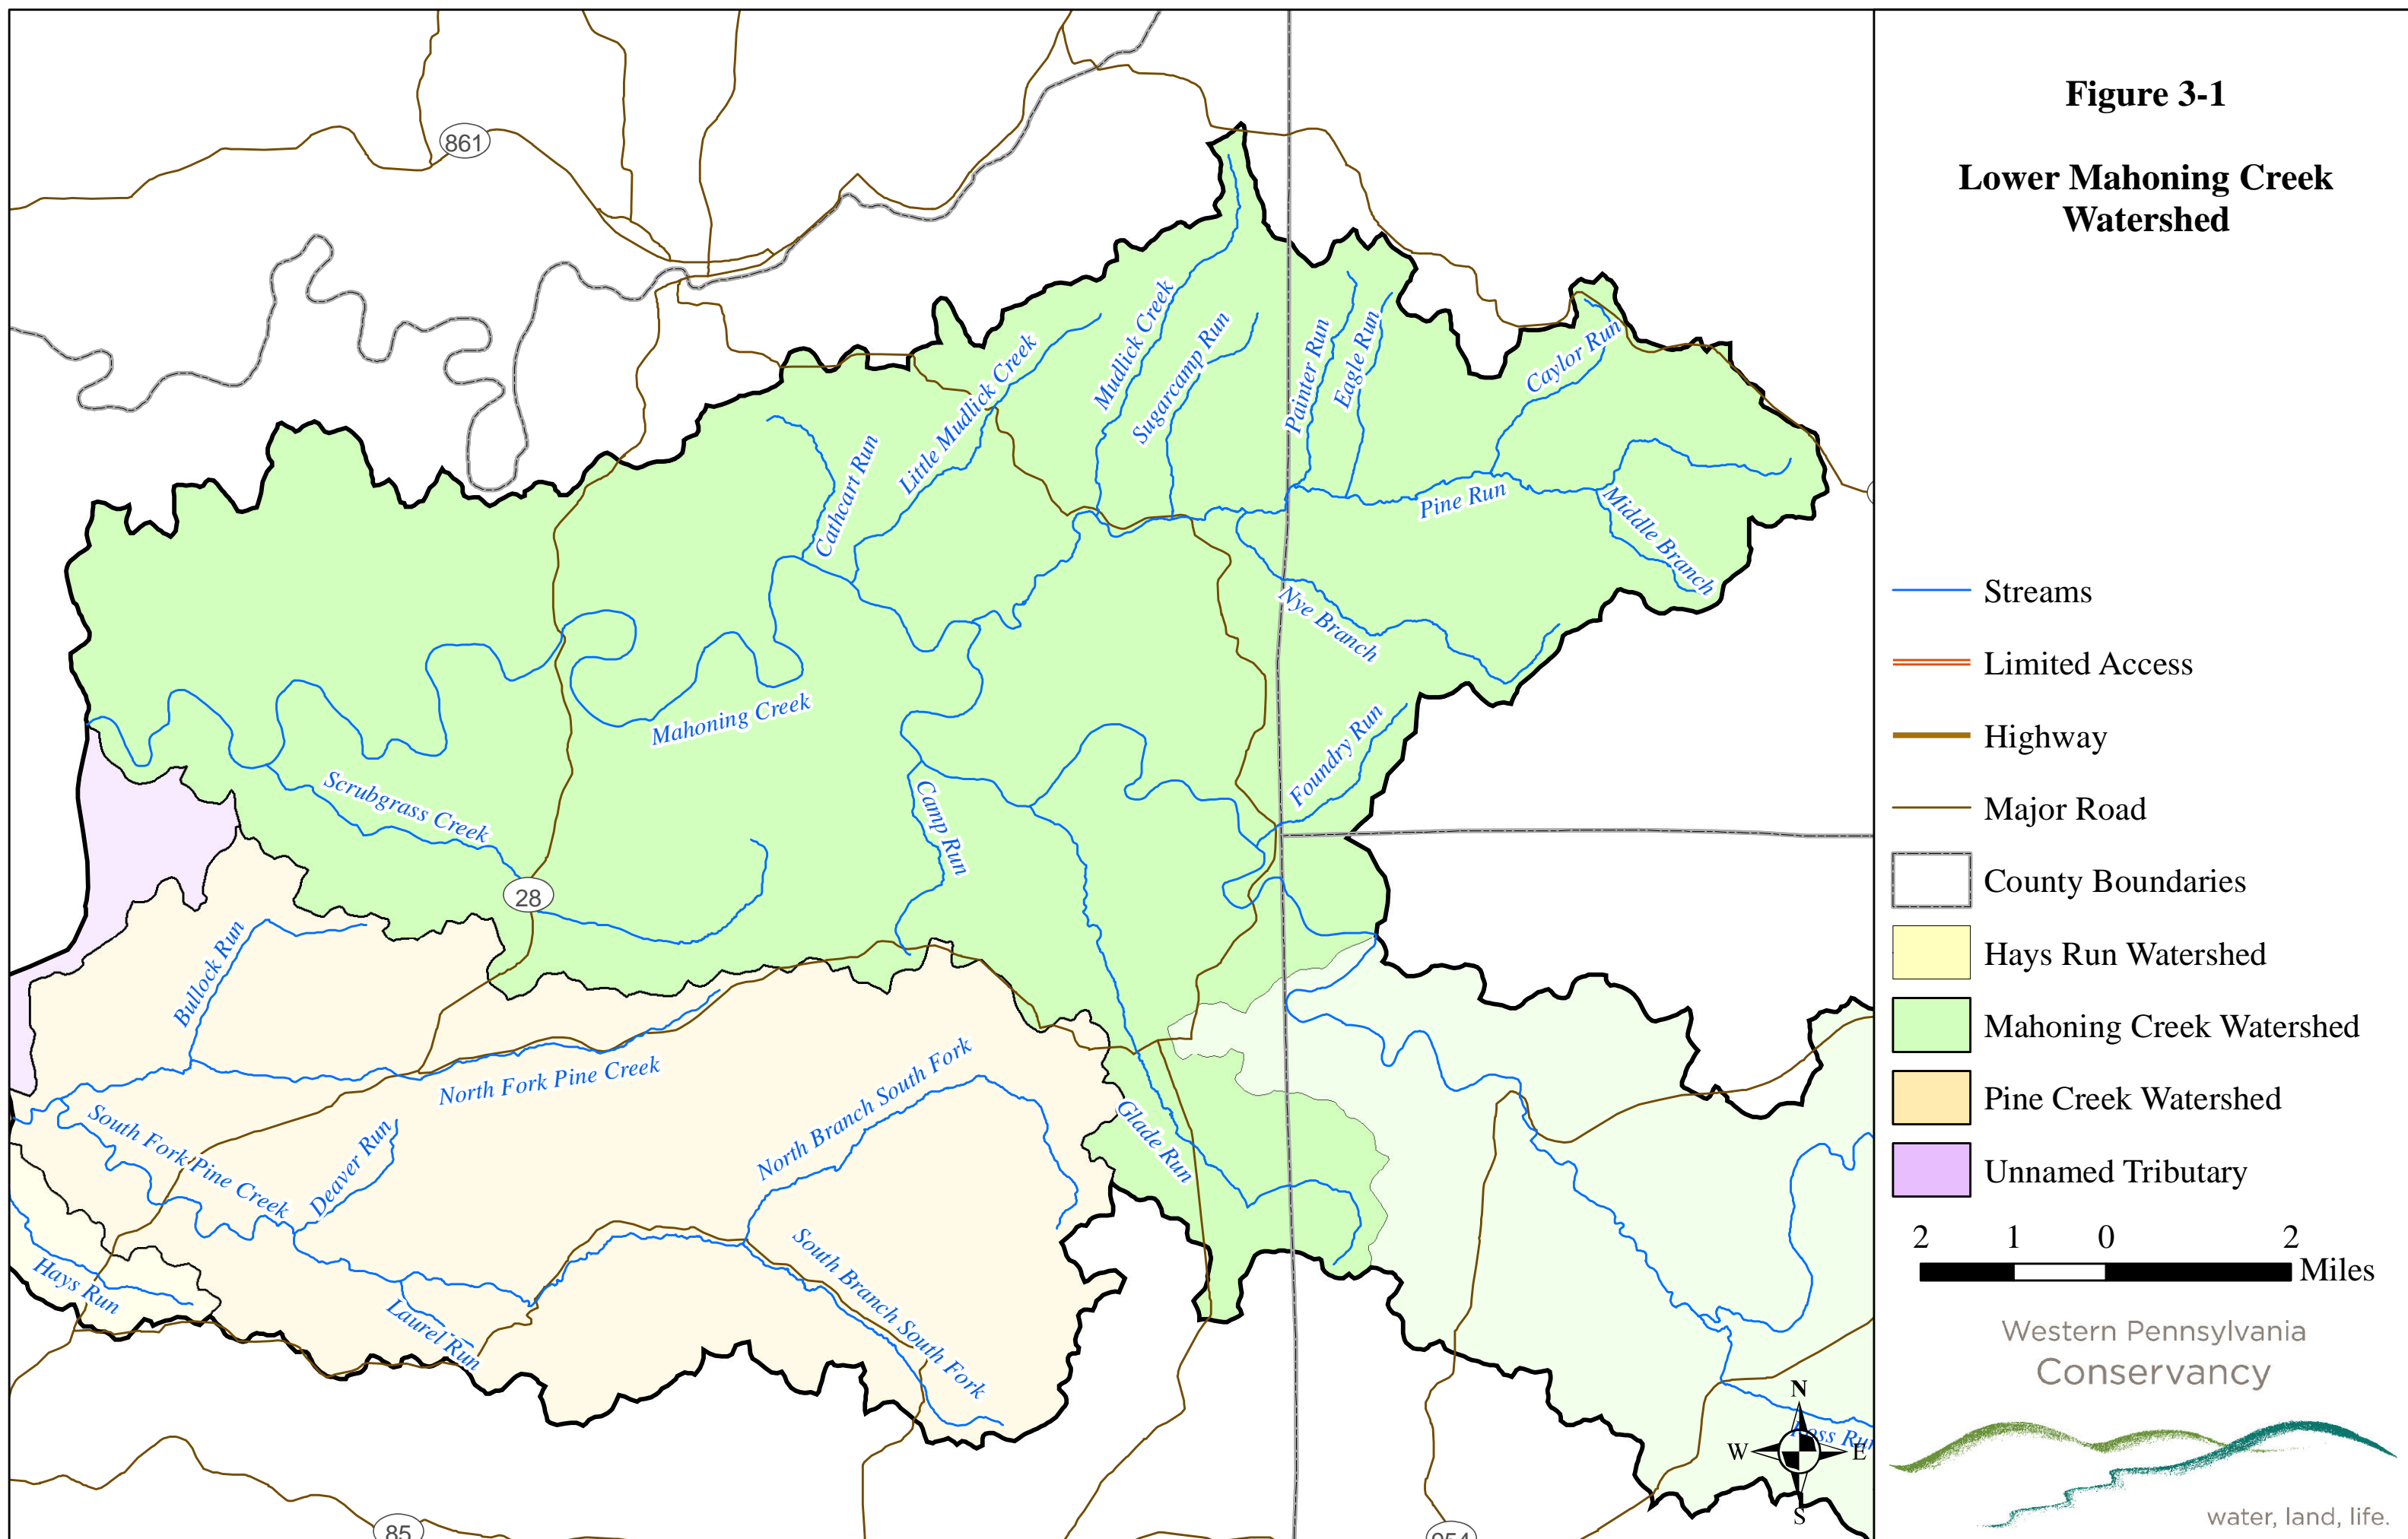 Figure 3-1
Lower Mahoning Creek
Watershed
861
Mudlick Creek
Sugarcamp Run
Painter Run
Eagle Run
Caylor Run
Little Mudlick Creek
Cathcart Run
Pine Run
Middle Branch
Nye Branch
Mahoning Creek
Foundry Run
Scrubgrass Creek
Camp Run
28
Bullock Run
North Fork Pine Creek
North Branch South Fork
South Fork Pine Creek
Deaver Run
Glade Run
Hays Run
Laurel Run
South Branch South Fork
85
954
Streams
Limited Access
Highway
Major Road
County Boundaries
Hays Run Watershed
Mahoning Creek Watershed
Pine Creek Watershed
Unnamed Tributary
2 1 0 2
Miles
N
W E
S
Western Pennsylvania
Conservancy
water, land, life.